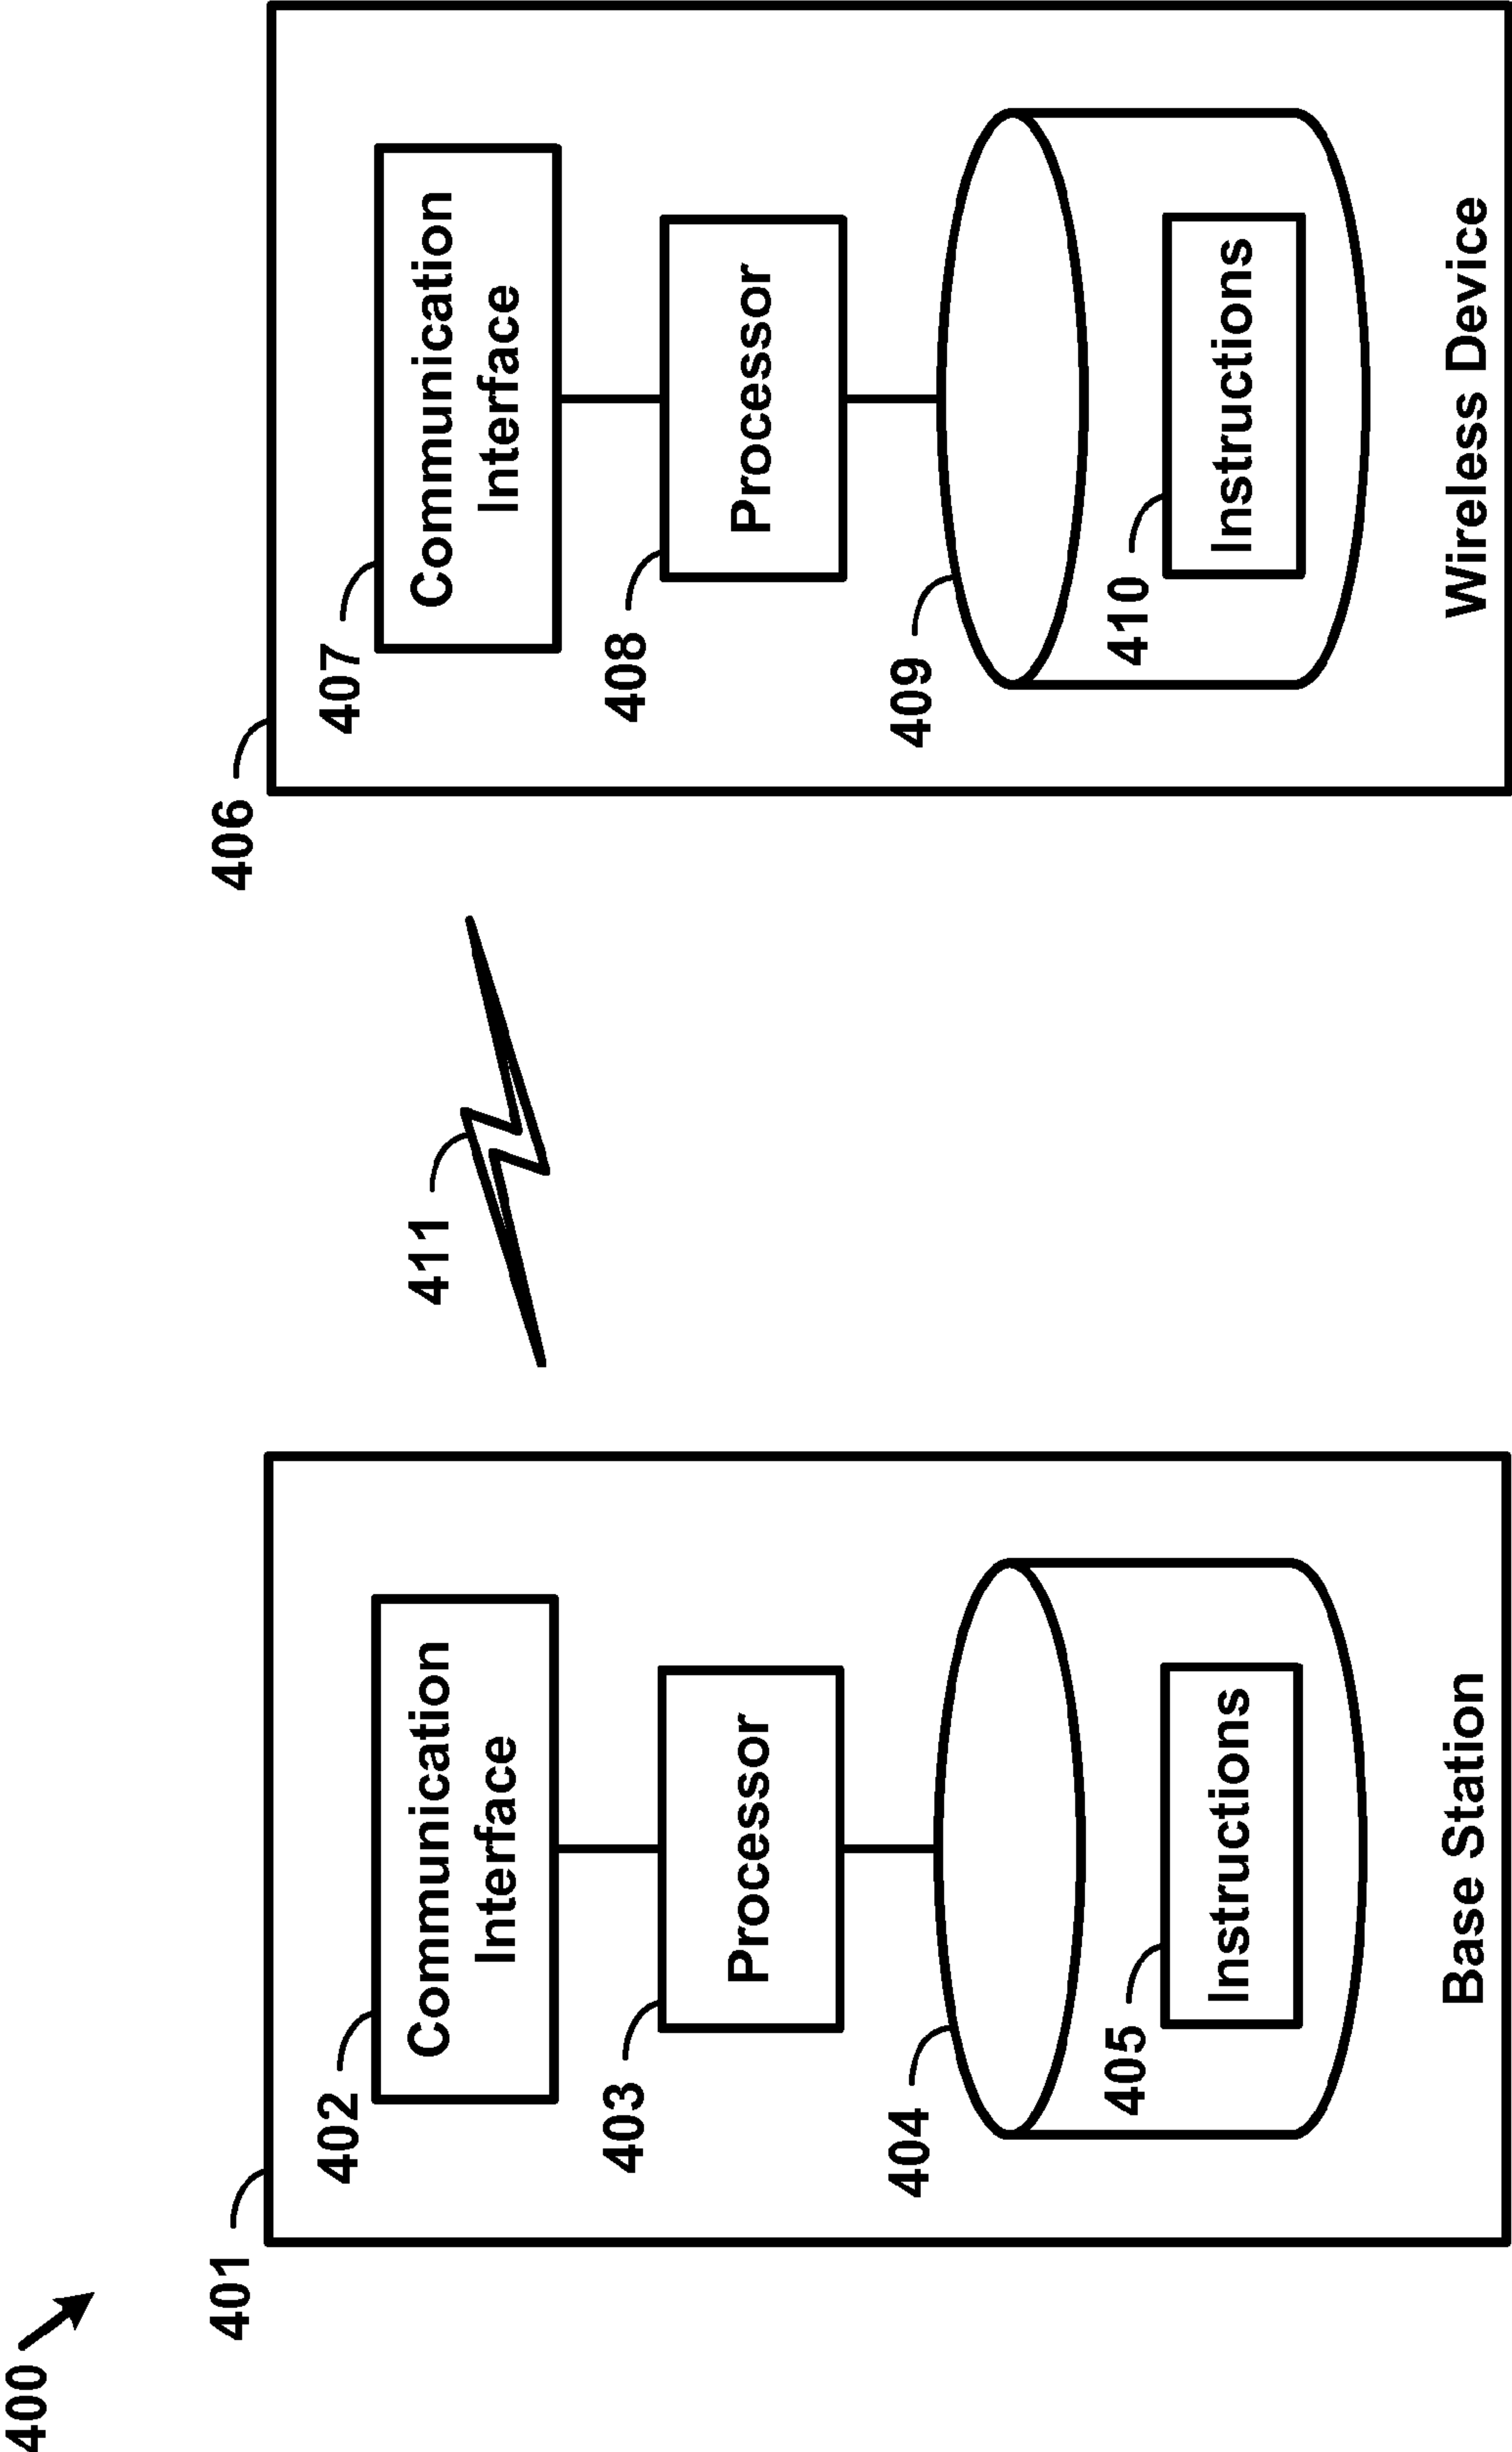 400
401
402
Communication
Interface
403
Processor
404
405
Instructions
Base Station
411
406
407
Communication
Interface
408
Processor
409
410
Instructions
Wireless Device